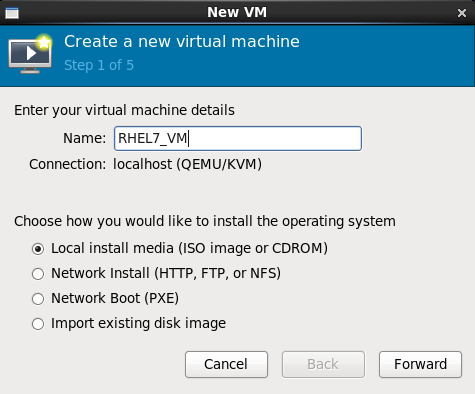 New VM
Create a new virtual machine
Step 1 of 5
Enter your virtual machine details
Name: RHEL7_VM
Connection: localhost (QEMU/KVM)
Choose how you would like to install the operating system
Local install media (ISO image or CDROM)
Network Install (HTTP, FTP, or NFS)
Network Boot (PXE)
Import existing disk image
Cancel Back Forward